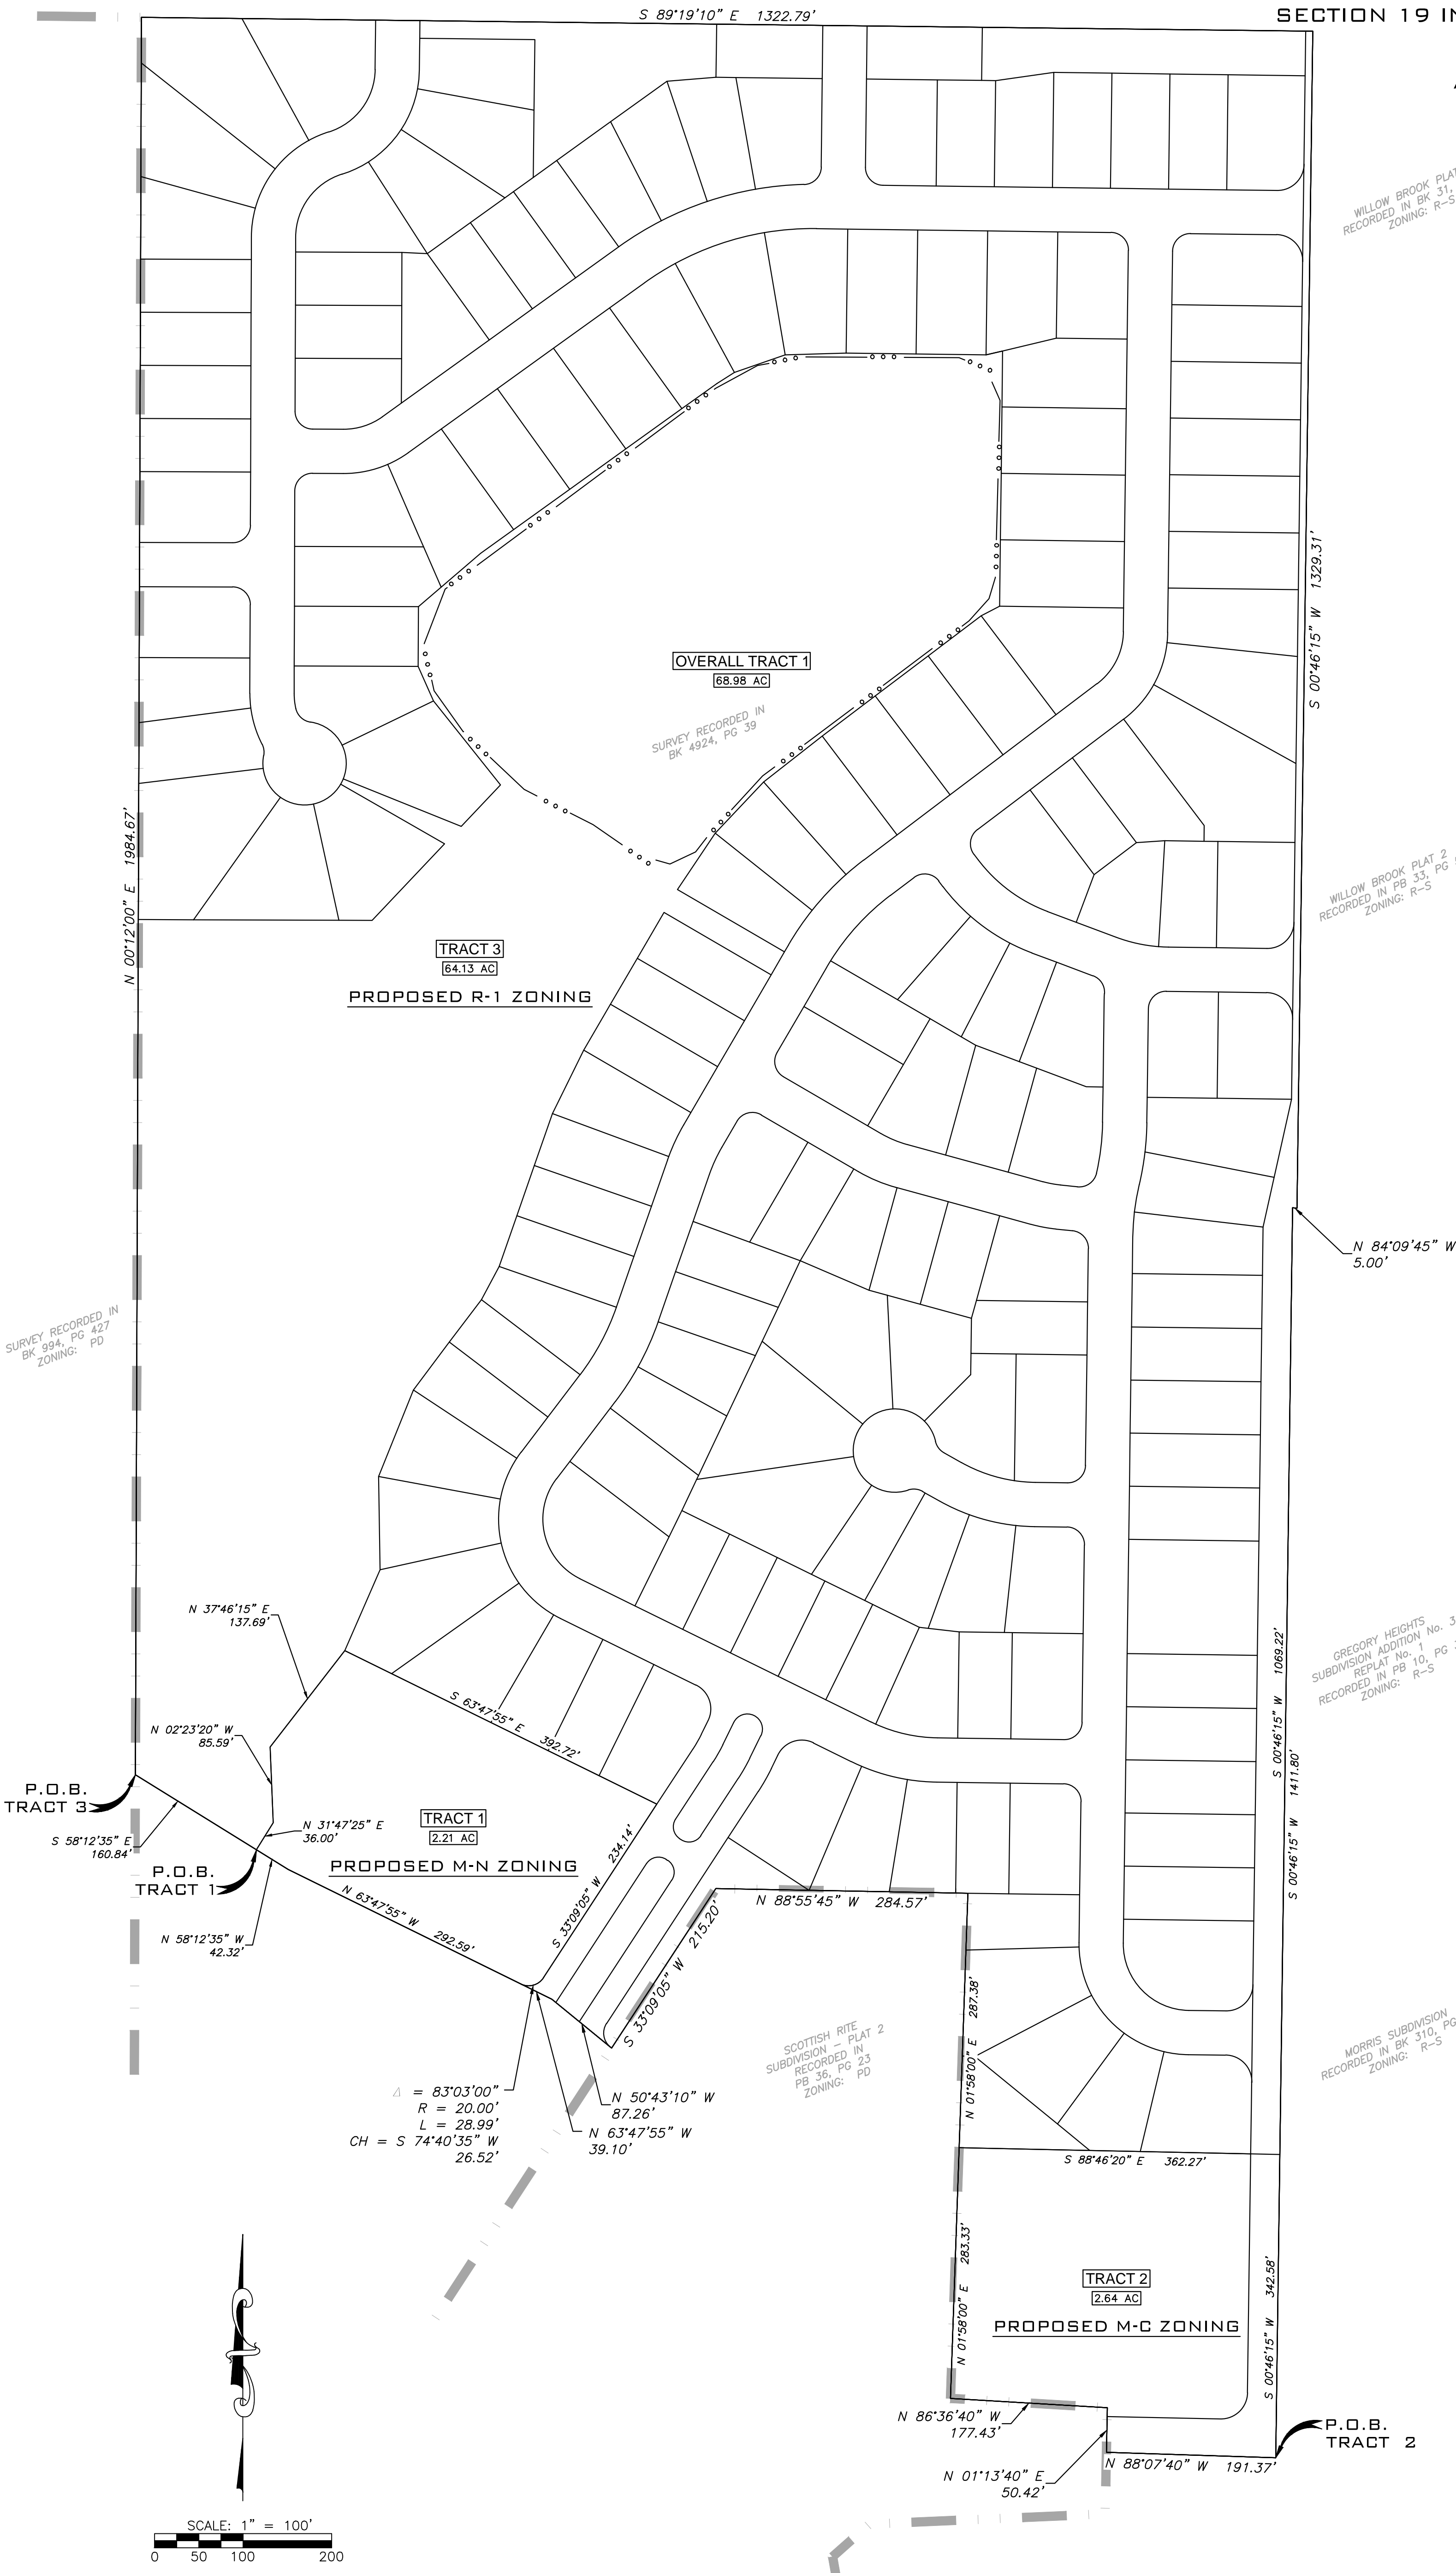 S 89°19'10" E 1322.79'
SECTION 19
WILLOW BROOK
RECORDED IN BK 31,
ZONING: R-S
S 00°46'15" W 1329.31'
OVERALL TRACT 1
68.98 AC
SURVEY RECORDED IN
BK 4924, PG 39
N 00°12'00" E 1984.67'
WILLOW BROOK PLAT 2
RECORDED IN PB 33, PG
ZONING: R-S
TRACT 3
64.13 AC
PROPOSED R-1 ZONING
N 84°09'45" W
5.00'
SURVEY RECORDED IN
BK 994, PG 427
ZONING: PD
N 37°46'15" E
137.69'
GREGORY HEIGHTS
SUBDIVISION ADDITION No. 3
REPLAT No. 1
RECORDED IN PB 10, PG
ZONING: R-S
S 00°46'15" W 1069.22'
S 00°46'15" W 1411.80'
S 63°47'55" E 392.72'
N 02°23'20" W
85.59'
P.O.B.
TRACT 3
S 58°12'35" E
160.84'
N 31°47'25" E
36.00'
TRACT 1
2.21 AC
PROPOSED M-N ZONING
S 33°09'05" W 234.14'
P.O.B.
TRACT 1
N 63°47'55" W 292.59'
N 58°12'35" W
42.32'
S 33°09'05" W 215.20'
N 88°55'45" W 284.57'
N 01°58'00" E 287.38'
SCOTTISH RITE
SUBDIVISION – PLAT 2
RECORDED IN
PB 36, PG 23
ZONING: PD
MORRIS SUBDIVISION
RECORDED IN BK 310, PG
ZONING: R-S
Δ = 83°03'00"
R = 20.00'
L = 28.99'
CH = S 74°40'35" W
26.52'
N 50°43'10" W
87.26'
N 63°47'55" W
39.10'
S 88°46'20" E 362.27'
N 01°58'00" E 283.33'
TRACT 2
2.64 AC
PROPOSED M-C ZONING
S 00°46'15" W 342.58'
N 86°36'40" W
177.43'
P.O.B.
TRACT 2
N 88°07'40" W 191.37'
N 01°13'40" E
50.42'
SCALE: 1" = 100'
0 50 100 200